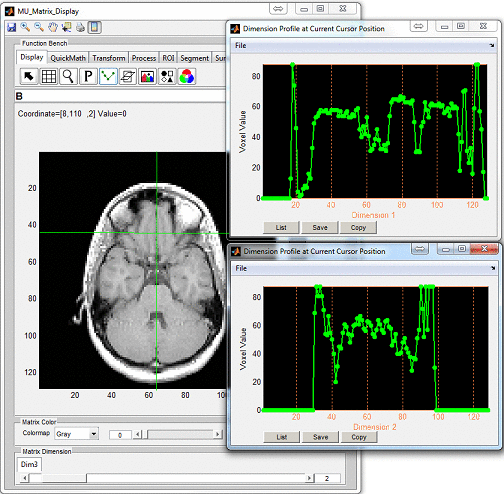 MU_Matrix_Display
Function Bench
Display QuickMath Transform Process ROI Segment
P
B
Coordinate=[8,110 ,2] Value=0
20
40
60
80
100
120
20 40 60 80 100
Matrix Color
Colormap Gray 0
Matrix Dimension
Dim3
2
Dimension Profile at Current Cursor Position
File
Voxel Value
80
60
40
20
0
20 40 60 80 100 120
Dimension 1
List Save Copy
Dimension Profile at Current Cursor Position
File
Voxel Value
80
60
40
20
0
20 40 60 80 100 120
Dimension 2
List Save Copy